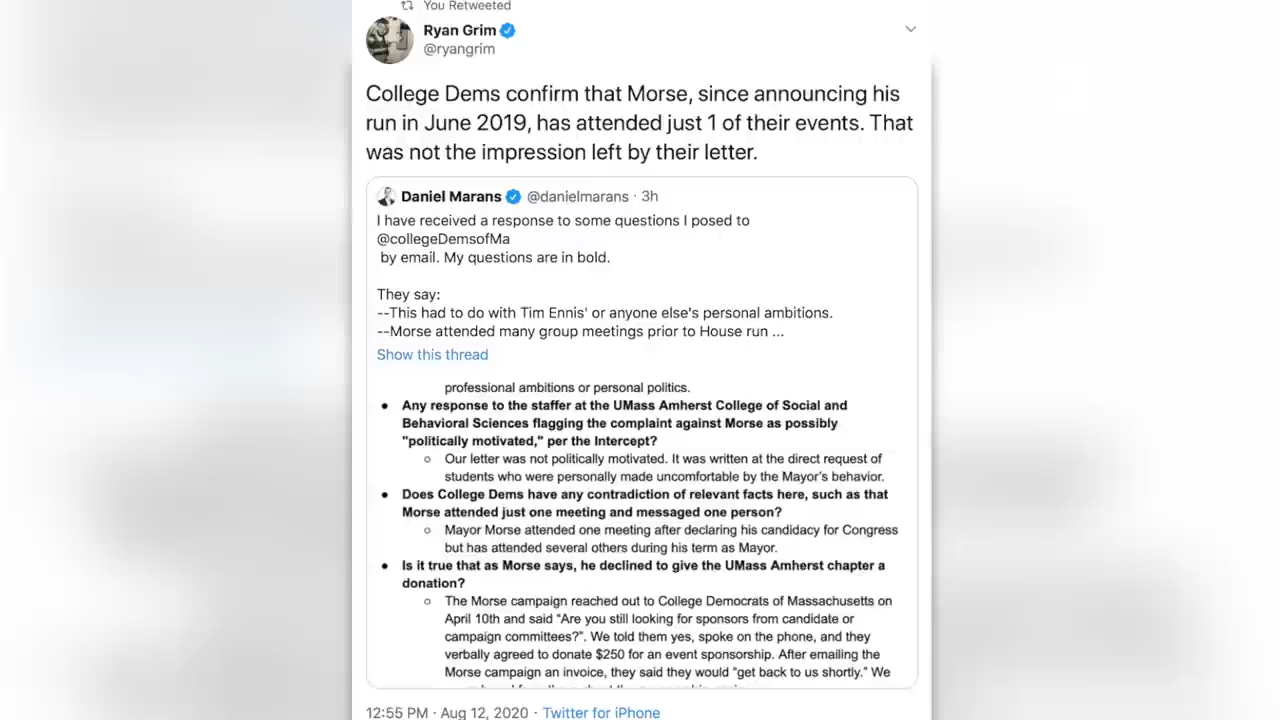 You Retweeted
Ryan Grim
@ryangrim
College Dems confirm that Morse, since announcing his
run in June 2019, has attended just 1 of their events. That
was not the impression left by their letter.
Daniel Marans @danielmarans · 3h
I have received a response to some questions I posed to
@collegeDemsofMa
by email. My questions are in bold.
They say:
--This had to do with Tim Ennis' or anyone else's personal ambitions.
--Morse attended many group meetings prior to House run ...
Show this thread
professional ambitions or personal politics.
• Any response to the staffer at the UMass Amherst College of Social and
Behavioral Sciences flagging the complaint against Morse as possibly
"politically motivated," per the Intercept?
○ Our letter was not politically motivated. It was written at the direct request of
students who were personally made uncomfortable by the Mayor's behavior.
• Does College Dems have any contradiction of relevant facts here, such as that
Morse attended just one meeting and messaged one person?
○ Mayor Morse attended one meeting after declaring his candidacy for Congress
but has attended several others during his term as Mayor.
• Is it true that as Morse says, he declined to give the UMass Amherst chapter a
donation?
○ The Morse campaign reached out to College Democrats of Massachusetts on
April 10th and said “Are you still looking for sponsors from candidate or
campaign committees?”. We told them yes, spoke on the phone, and they
verbally agreed to donate $250 for an event sponsorship. After emailing the
Morse campaign an invoice, they said they would “get back to us shortly.” We
12:55 PM · Aug 12, 2020 · Twitter for iPhone